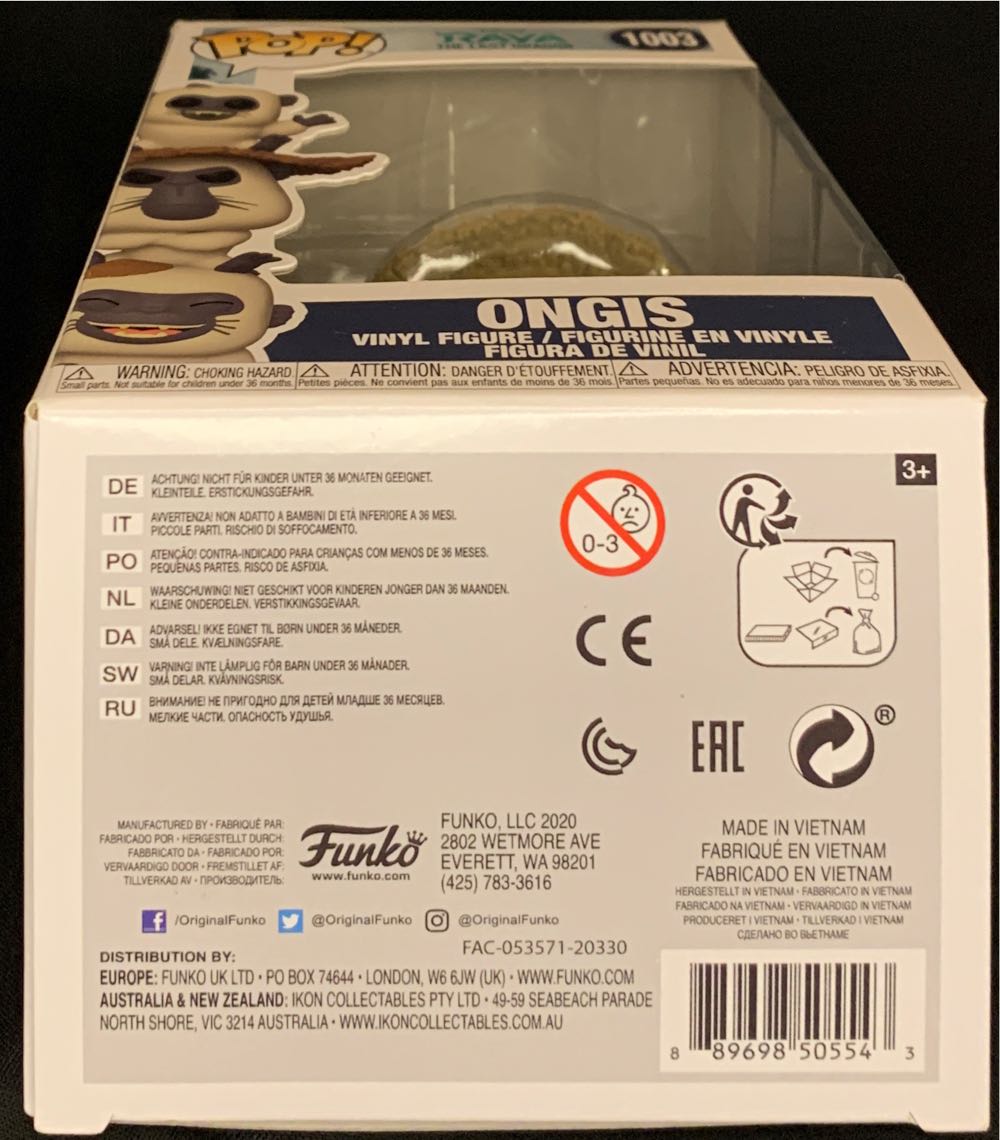 POP!
RAYA
THE LAST DRAGON
1003
ONGIS
VINYL FIGURE / FIGURINE EN VINYLE
FIGURA DE VINIL
WARNING: CHOKING HAZARD.
Small parts. Not suitable for children under 36 months.
ATTENTION: DANGER D'ÉTOUFFEMENT.
Petites pièces. Ne convient pas aux enfants de moins de 36 mois.
ADVERTENCIA: PELIGRO DE ASFIXIA.
Partes pequeñas. No es adecuado para niños menores de 36 meses.
3+
DE ACHTUNG! NICHT FÜR KINDER UNTER 36 MONATEN GEEIGNET.
KLEINTEILE. ERSTICKUNGSGEFAHR.
IT AVVERTENZA! NON ADATTO A BAMBINI DI ETÀ INFERIORE A 36 MESI.
PICCOLE PARTI. RISCHIO DI SOFFOCAMENTO.
PO ATENÇÃO! CONTRA-INDICADO PARA CRIANÇAS COM MENOS DE 36 MESES.
PEQUENAS PARTES. RISCO DE ASFIXIA.
NL WAARSCHUWING! NIET GESCHIKT VOOR KINDEREN JONGER DAN 36 MAANDEN.
KLEINE ONDERDELEN. VERSTIKKINGSGEVAAR.
DA ADVARSEL! IKKE EGNET TIL BØRN UNDER 36 MÅNEDER.
SMÅ DELE. KVÆLNINGSFARE.
SW VARNING! INTE LÄMPLIG FÖR BARN UNDER 36 MÅNADER.
SMÅ DELAR. KVÄVNINGSRISK.
RU ВНИМАНИЕ! НЕ ПРИГОДНО ДЛЯ ДЕТЕЙ МЛАДШЕ 36 МЕСЯЦЕВ.
МЕЛКИЕ ЧАСТИ. ОПАСНОСТЬ УДУШЬЯ.
0-3
CE
EAC
®
MANUFACTURED BY • FABRIQUÉ PAR:
FABRICADO POR • HERGESTELLT DURCH:
FABBRICATO DA • FABRICADO POR:
VERVAARDIGD DOOR • FREMSTILLET AF:
TILLVERKAD AV • ПРОИЗВОДИТЕЛЬ:
Funko
www.funko.com
FUNKO, LLC 2020
2802 WETMORE AVE
EVERETT, WA 98201
(425) 783-3616
MADE IN VIETNAM
FABRIQUÉ EN VIETNAM
FABRICADO EN VIETNAM
HERGESTELLT IN VIETNAM • FABBRICATO IN VIETNAM
FABRICADO NA VIETNAM • VERVAARDIGD IN VIETNAM
PRODUCERET I VIETNAM • TILLVERKAD I VIETNAM
СДЕЛАНО ВО ВЬЕТНАМЕ
f /OriginalFunko @OriginalFunko @OriginalFunko
FAC-053571-20330
DISTRIBUTION BY:
EUROPE: FUNKO UK LTD • PO BOX 74644 • LONDON, W6 6JW (UK) • WWW.FUNKO.COM
AUSTRALIA & NEW ZEALAND: IKON COLLECTABLES PTY LTD • 49-59 SEABEACH PARADE
NORTH SHORE, VIC 3214 AUSTRALIA • WWW.IKONCOLLECTABLES.COM.AU
8 89698 50554 3